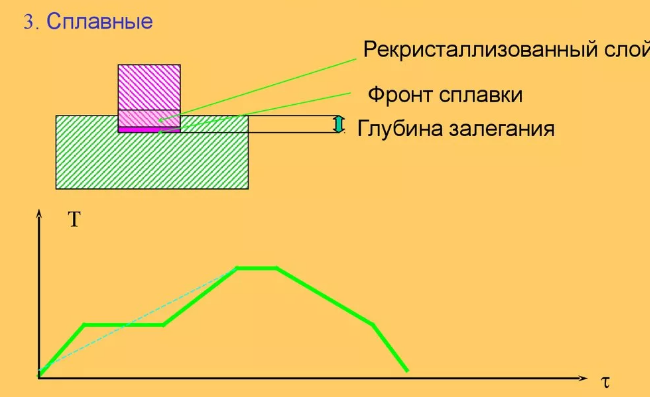 3. Сплавные
Рекристаллизованный слой
Фронт сплавки
Глубина залегания
T
τ